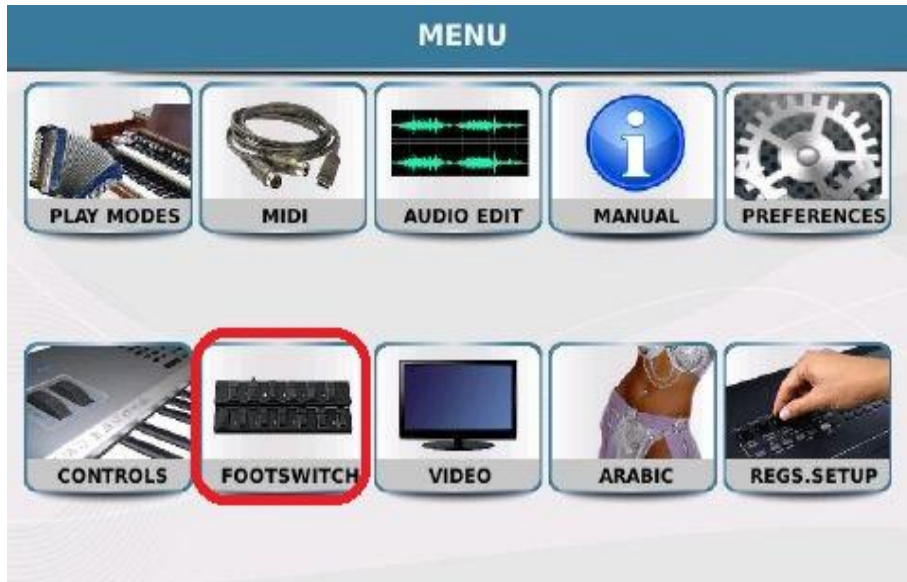 MENU
PLAY MODES
MIDI
AUDIO EDIT
MANUAL
PREFERENCES
CONTROLS
FOOTSWITCH
VIDEO
ARABIC
REGS.SETUP